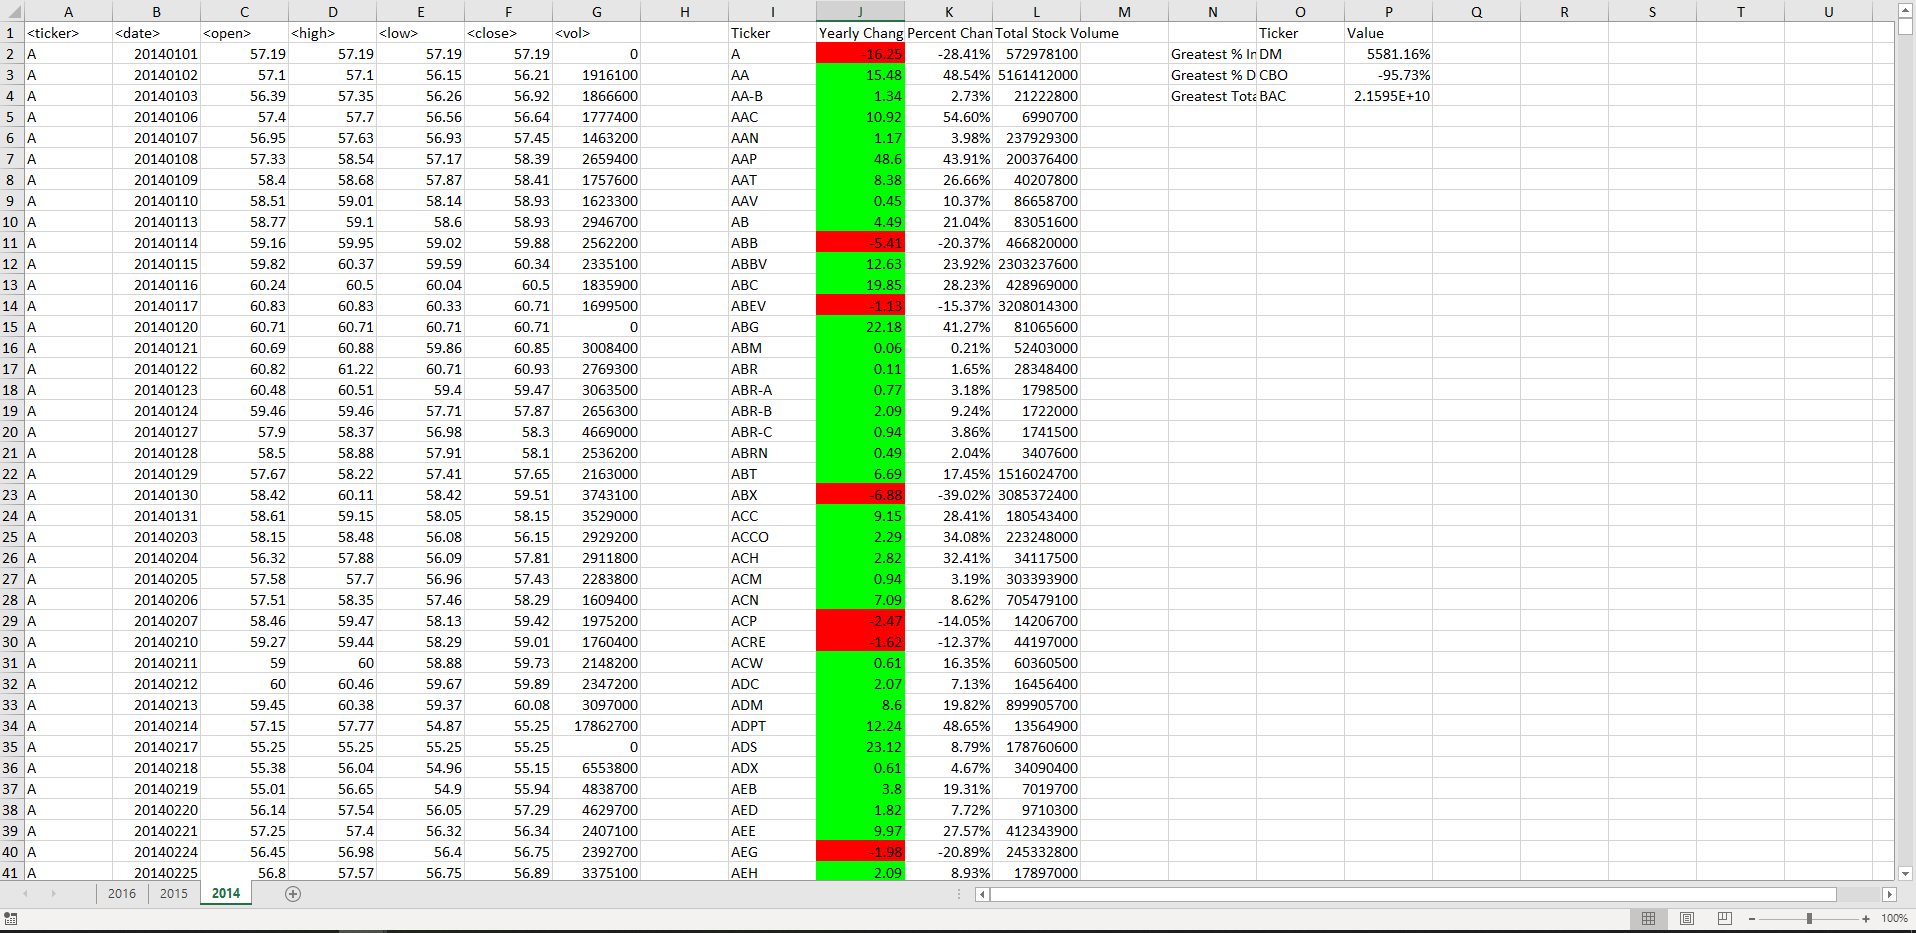 A B C D E F G H I J K L M N O P Q R S T U
1 <ticker> <date> <open> <high> <low> <close> <vol> Ticker Yearly Chang Percent Chan Total Stock Volume Ticker Value
2 A 20140101 57.19 57.19 57.19 57.19 0 A -16.25 -28.41% 572978100 Greatest % In DM 5581.16%
3 A 20140102 57.1 57.1 56.15 56.21 1916100 AA 15.48 48.54% 5161412000 Greatest % D CBO -95.73%
4 A 20140103 56.39 57.35 56.26 56.92 1866600 AA-B 1.34 2.73% 21222800 Greatest Tota BAC 2.1595E+10
5 A 20140106 57.4 57.7 56.56 56.64 1777400 AAC 10.92 54.60% 6990700
6 A 20140107 56.95 57.63 56.93 57.45 1463200 AAN 1.17 3.98% 237929300
7 A 20140108 57.33 58.54 57.17 58.39 2659400 AAP 48.6 43.91% 200376400
8 A 20140109 58.4 58.68 57.87 58.41 1757600 AAT 8.38 26.66% 40207800
9 A 20140110 58.51 59.01 58.14 58.93 1623300 AAV 0.45 10.37% 86658700
10 A 20140113 58.77 59.1 58.6 58.93 2946700 AB 4.49 21.04% 83051600
11 A 20140114 59.16 59.95 59.02 59.88 2562200 ABB -5.41 -20.37% 466820000
12 A 20140115 59.82 60.37 59.59 60.34 2335100 ABBV 12.63 23.92% 2303237600
13 A 20140116 60.24 60.5 60.04 60.5 1835900 ABC 19.85 28.23% 428969000
14 A 20140117 60.83 60.83 60.33 60.71 1699500 ABEV -1.13 -15.37% 3208014300
15 A 20140120 60.71 60.71 60.71 60.71 0 ABG 22.18 41.27% 81065600
16 A 20140121 60.69 60.88 59.86 60.85 3008400 ABM 0.06 0.21% 52403000
17 A 20140122 60.82 61.22 60.71 60.93 2769300 ABR 0.11 1.65% 28348400
18 A 20140123 60.48 60.51 59.4 59.47 3063500 ABR-A 0.77 3.18% 1798500
19 A 20140124 59.46 59.46 57.71 57.87 2656300 ABR-B 2.09 9.24% 1722000
20 A 20140127 57.9 58.37 56.98 58.3 4669000 ABR-C 0.94 3.86% 1741500
21 A 20140128 58.5 58.88 57.91 58.1 2536200 ABRN 0.49 2.04% 3407600
22 A 20140129 57.67 58.22 57.41 57.65 2163000 ABT 6.69 17.45% 1516024700
23 A 20140130 58.42 60.11 58.42 59.51 3743100 ABX -6.88 -39.02% 3085372400
24 A 20140131 58.61 59.15 58.05 58.15 3529000 ACC 9.15 28.41% 180543400
25 A 20140203 58.15 58.48 56.08 56.15 2929200 ACCO 2.29 34.08% 223248000
26 A 20140204 56.32 57.88 56.09 57.81 2911800 ACH 2.82 32.41% 34117500
27 A 20140205 57.58 57.7 56.96 57.43 2283800 ACM 0.94 3.19% 303393900
28 A 20140206 57.51 58.35 57.46 58.29 1609400 ACN 7.09 8.62% 705479100
29 A 20140207 58.46 59.47 58.13 59.42 1975200 ACP -2.47 -14.05% 14206700
30 A 20140210 59.27 59.44 58.29 59.01 1760400 ACRE -1.62 -12.37% 44197000
31 A 20140211 59 60 58.88 59.73 2148200 ACW 0.61 16.35% 60360500
32 A 20140212 60 60.46 59.67 59.89 2347200 ADC 2.07 7.13% 16456400
33 A 20140213 59.45 60.38 59.37 60.08 3097000 ADM 8.6 19.82% 899905700
34 A 20140214 57.15 57.77 54.87 55.25 17862700 ADPT 12.24 48.65% 13564900
35 A 20140217 55.25 55.25 55.25 55.25 0 ADS 23.12 8.79% 178760600
36 A 20140218 55.38 56.04 54.96 55.15 6553800 ADX 0.61 4.67% 34090400
37 A 20140219 55.01 56.65 54.9 55.94 4838700 AEB 3.8 19.31% 7019700
38 A 20140220 56.14 57.54 56.05 57.29 4629700 AED 1.82 7.72% 9710300
39 A 20140221 57.25 57.4 56.32 56.34 2407100 AEE 9.97 27.57% 412343900
40 A 20140224 56.45 56.98 56.4 56.75 2392700 AEG -1.98 -20.89% 245332800
41 A 20140225 56.8 57.57 56.75 56.89 3375100 AEH 2.09 8.93% 17897000
2016 2015 2014
100%